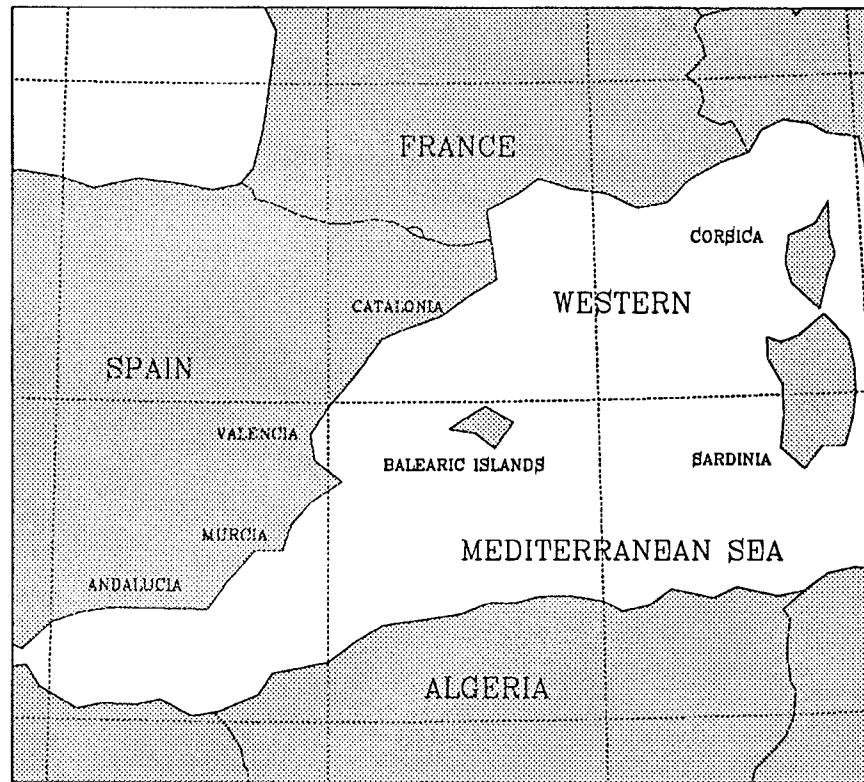 FRANCE
CORSICA
CATALONIA
WESTERN
SPAIN
VALENCIA
BALEARIC ISLANDS
SARDINIA
MURCIA
MEDITERRANEAN SEA
ANDALUCIA
ALGERIA